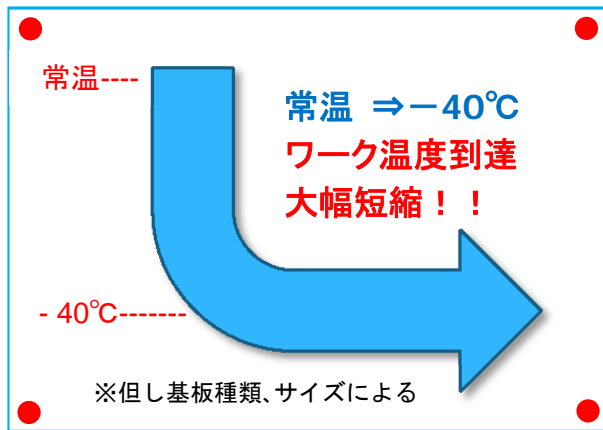 常温----
常温 ⇒－40℃
ワーク温度到達
大幅短縮！！
- 40℃-------
※但し基板種類、サイズによる